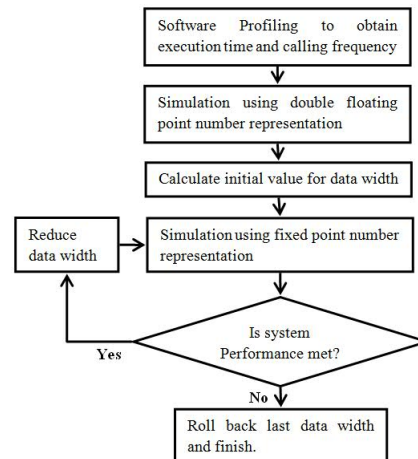 Software Profiling to obtain
execution time and calling frequency
Simulation using double floating
point number representation
Calculate initial value for data width
Reduce
data width
Simulation using fixed point number
representation
Is system
Performance met?
Yes
No
Roll back last data width
and finish.